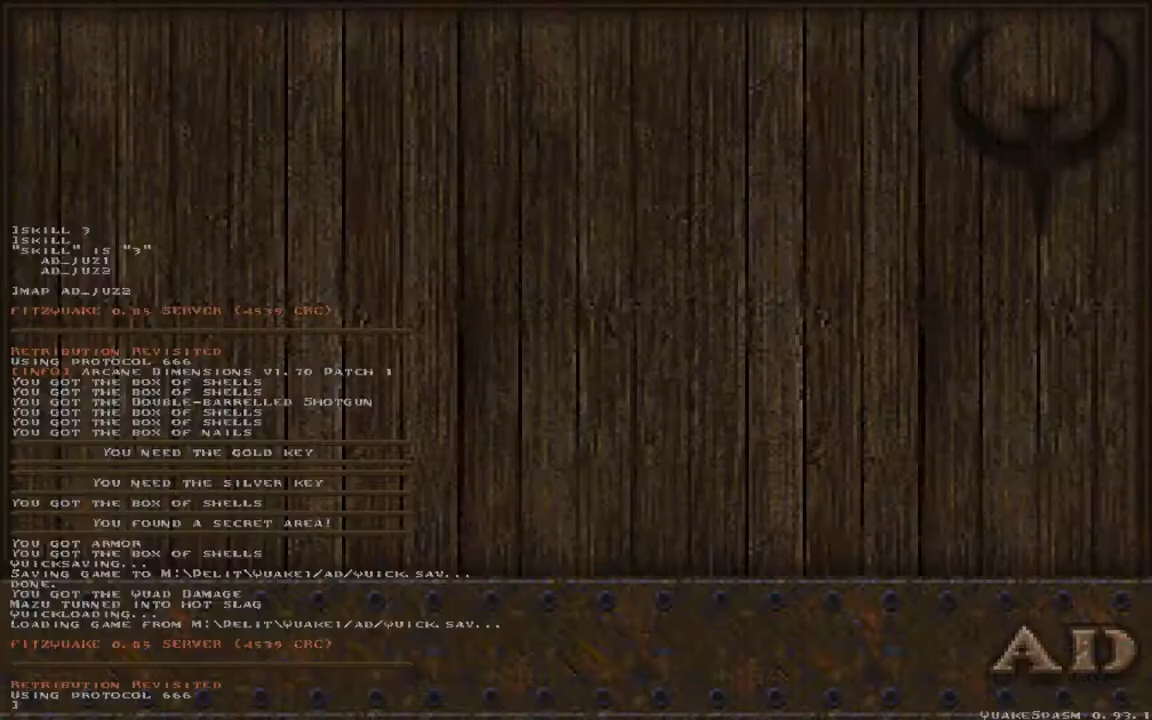 ]SKILL 3
]SKILL
"SKILL" IS "3"
AD_JUZ1
AD_JUZ2
]MAP AD_JUZ2
FITZQUAKE 0.85 SERVER (4539 CRC)
RETRIBUTION REVISITED
USING PROTOCOL 666
[INFO] ARCANE DIMENSIONS V1.70 PATCH 1
YOU GOT THE BOX OF SHELLS
YOU GOT THE BOX OF SHELLS
YOU GOT THE DOUBLE-BARRELLED SHOTGUN
YOU GOT THE BOX OF SHELLS
YOU GOT THE BOX OF SHELLS
YOU GOT THE BOX OF NAILS
YOU NEED THE GOLD KEY
YOU NEED THE SILVER KEY
YOU GOT THE BOX OF SHELLS
YOU FOUND A SECRET AREA!
YOU GOT ARMOR
YOU GOT THE BOX OF SHELLS
QUICKSAVING...
SAVING GAME TO M:\PELIT\QUAKE1/AD/QUICK.SAV...
DONE.
YOU GOT THE QUAD DAMAGE
MAZU TURNED INTO HOT SLAG
QUICKLOADING...
LOADING GAME FROM M:\PELIT\QUAKE1/AD/QUICK.SAV...
FITZQUAKE 0.85 SERVER (4539 CRC)
RETRIBUTION REVISITED
USING PROTOCOL 666
]
AD
QUAKESPASM 0.93.1